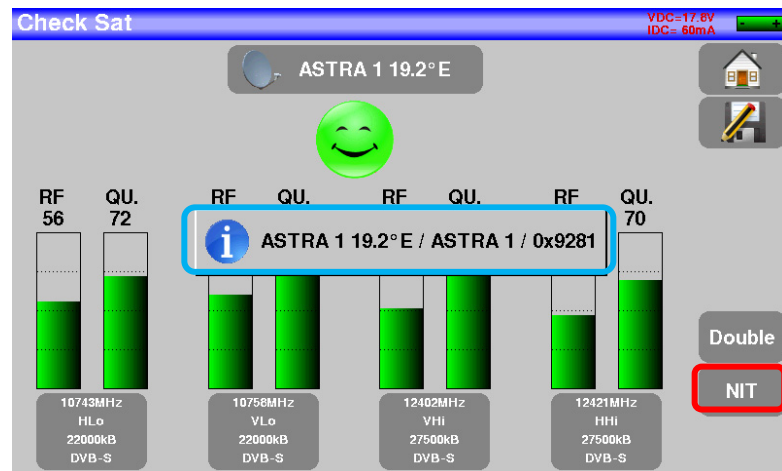 Check Sat
VDC=17.8V
IDC= 60mA
ASTRA 1 19.2°E
RF QU. RF QU. RF QU. RF QU.
56 72 70
i ASTRA 1 19.2°E / ASTRA 1 / 0x9281
Double
NIT
10743MHz
HLo
22000kB
DVB-S
10758MHz
VLo
22000kB
DVB-S
12402MHz
VHi
27500kB
DVB-S
12421MHz
HHi
27500kB
DVB-S